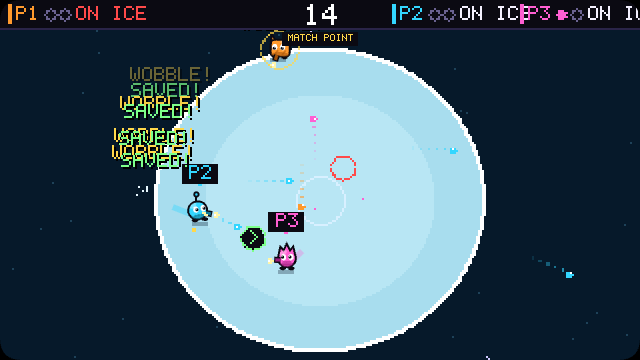 P1 ON ICE
14
P2 ON ICE
P3 ON I
MATCH POINT
WOBBLE!
SAVED!
WOBBLE!
SAVED!
WOBBLE!
SAVED!
WOBBLE!
SAVED!
P2
P3